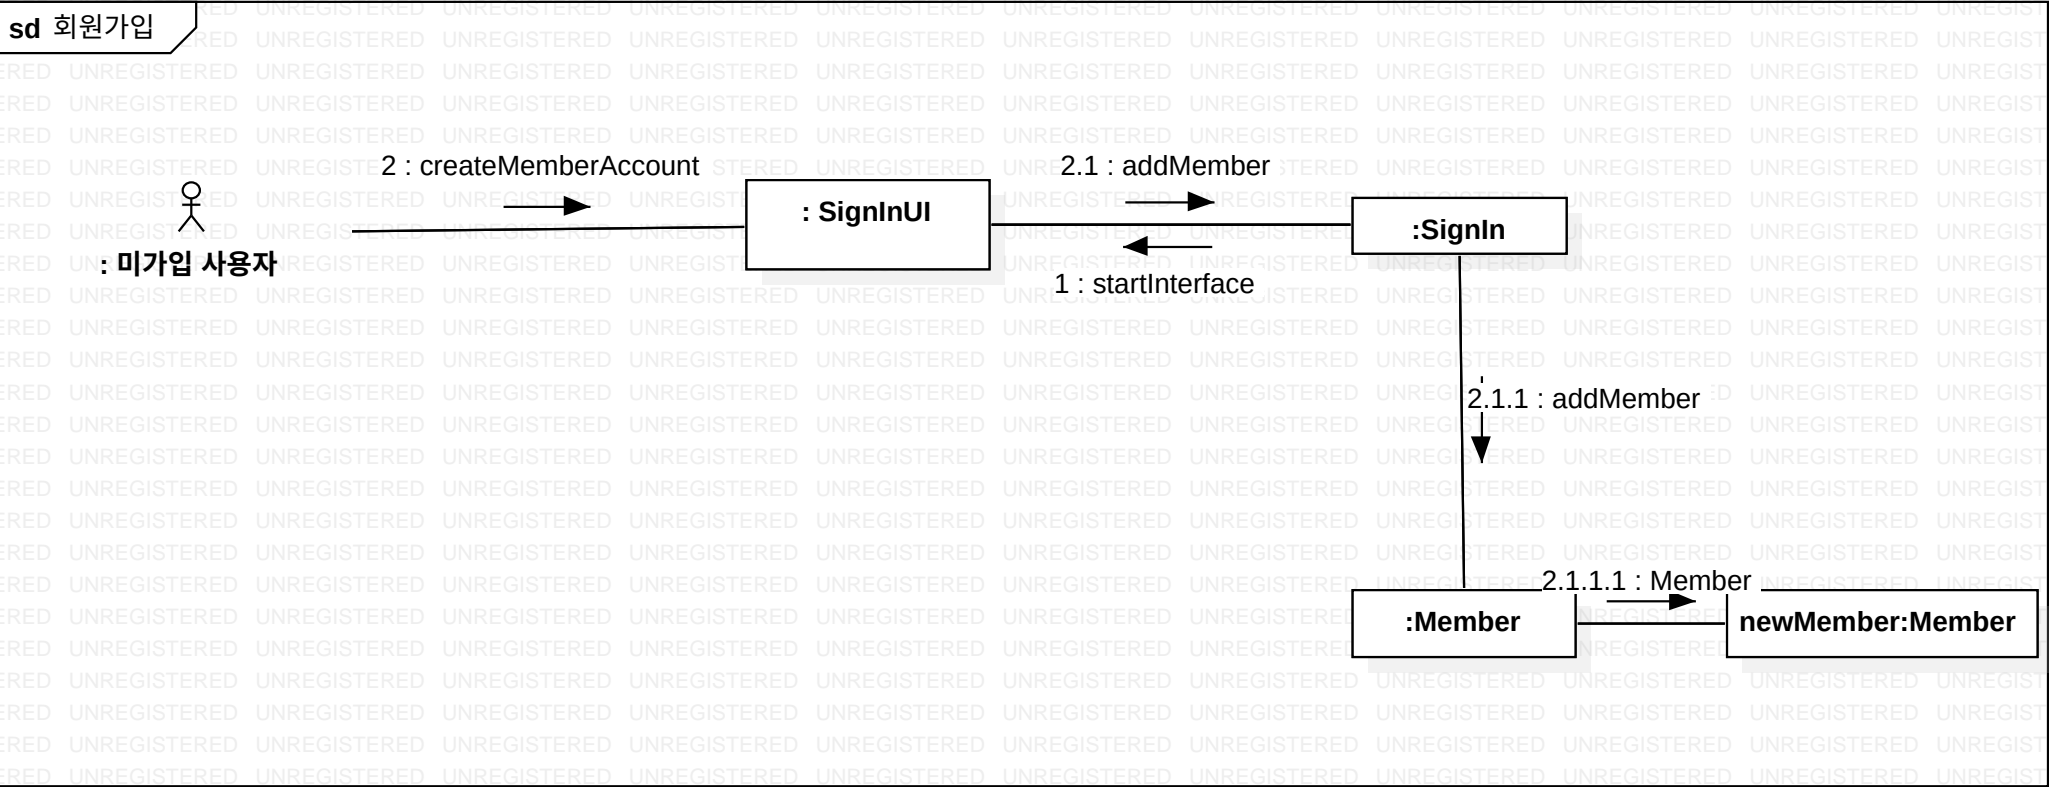 sd 회원가입
2 : createMemberAccount
2.1 : addMember
: SignInUI
:SignIn
: 미가입 사용자
1 : startInterface
2.1.1 : addMember
2.1.1.1 : Member
:Member
newMember:Member
UNREGISTERED